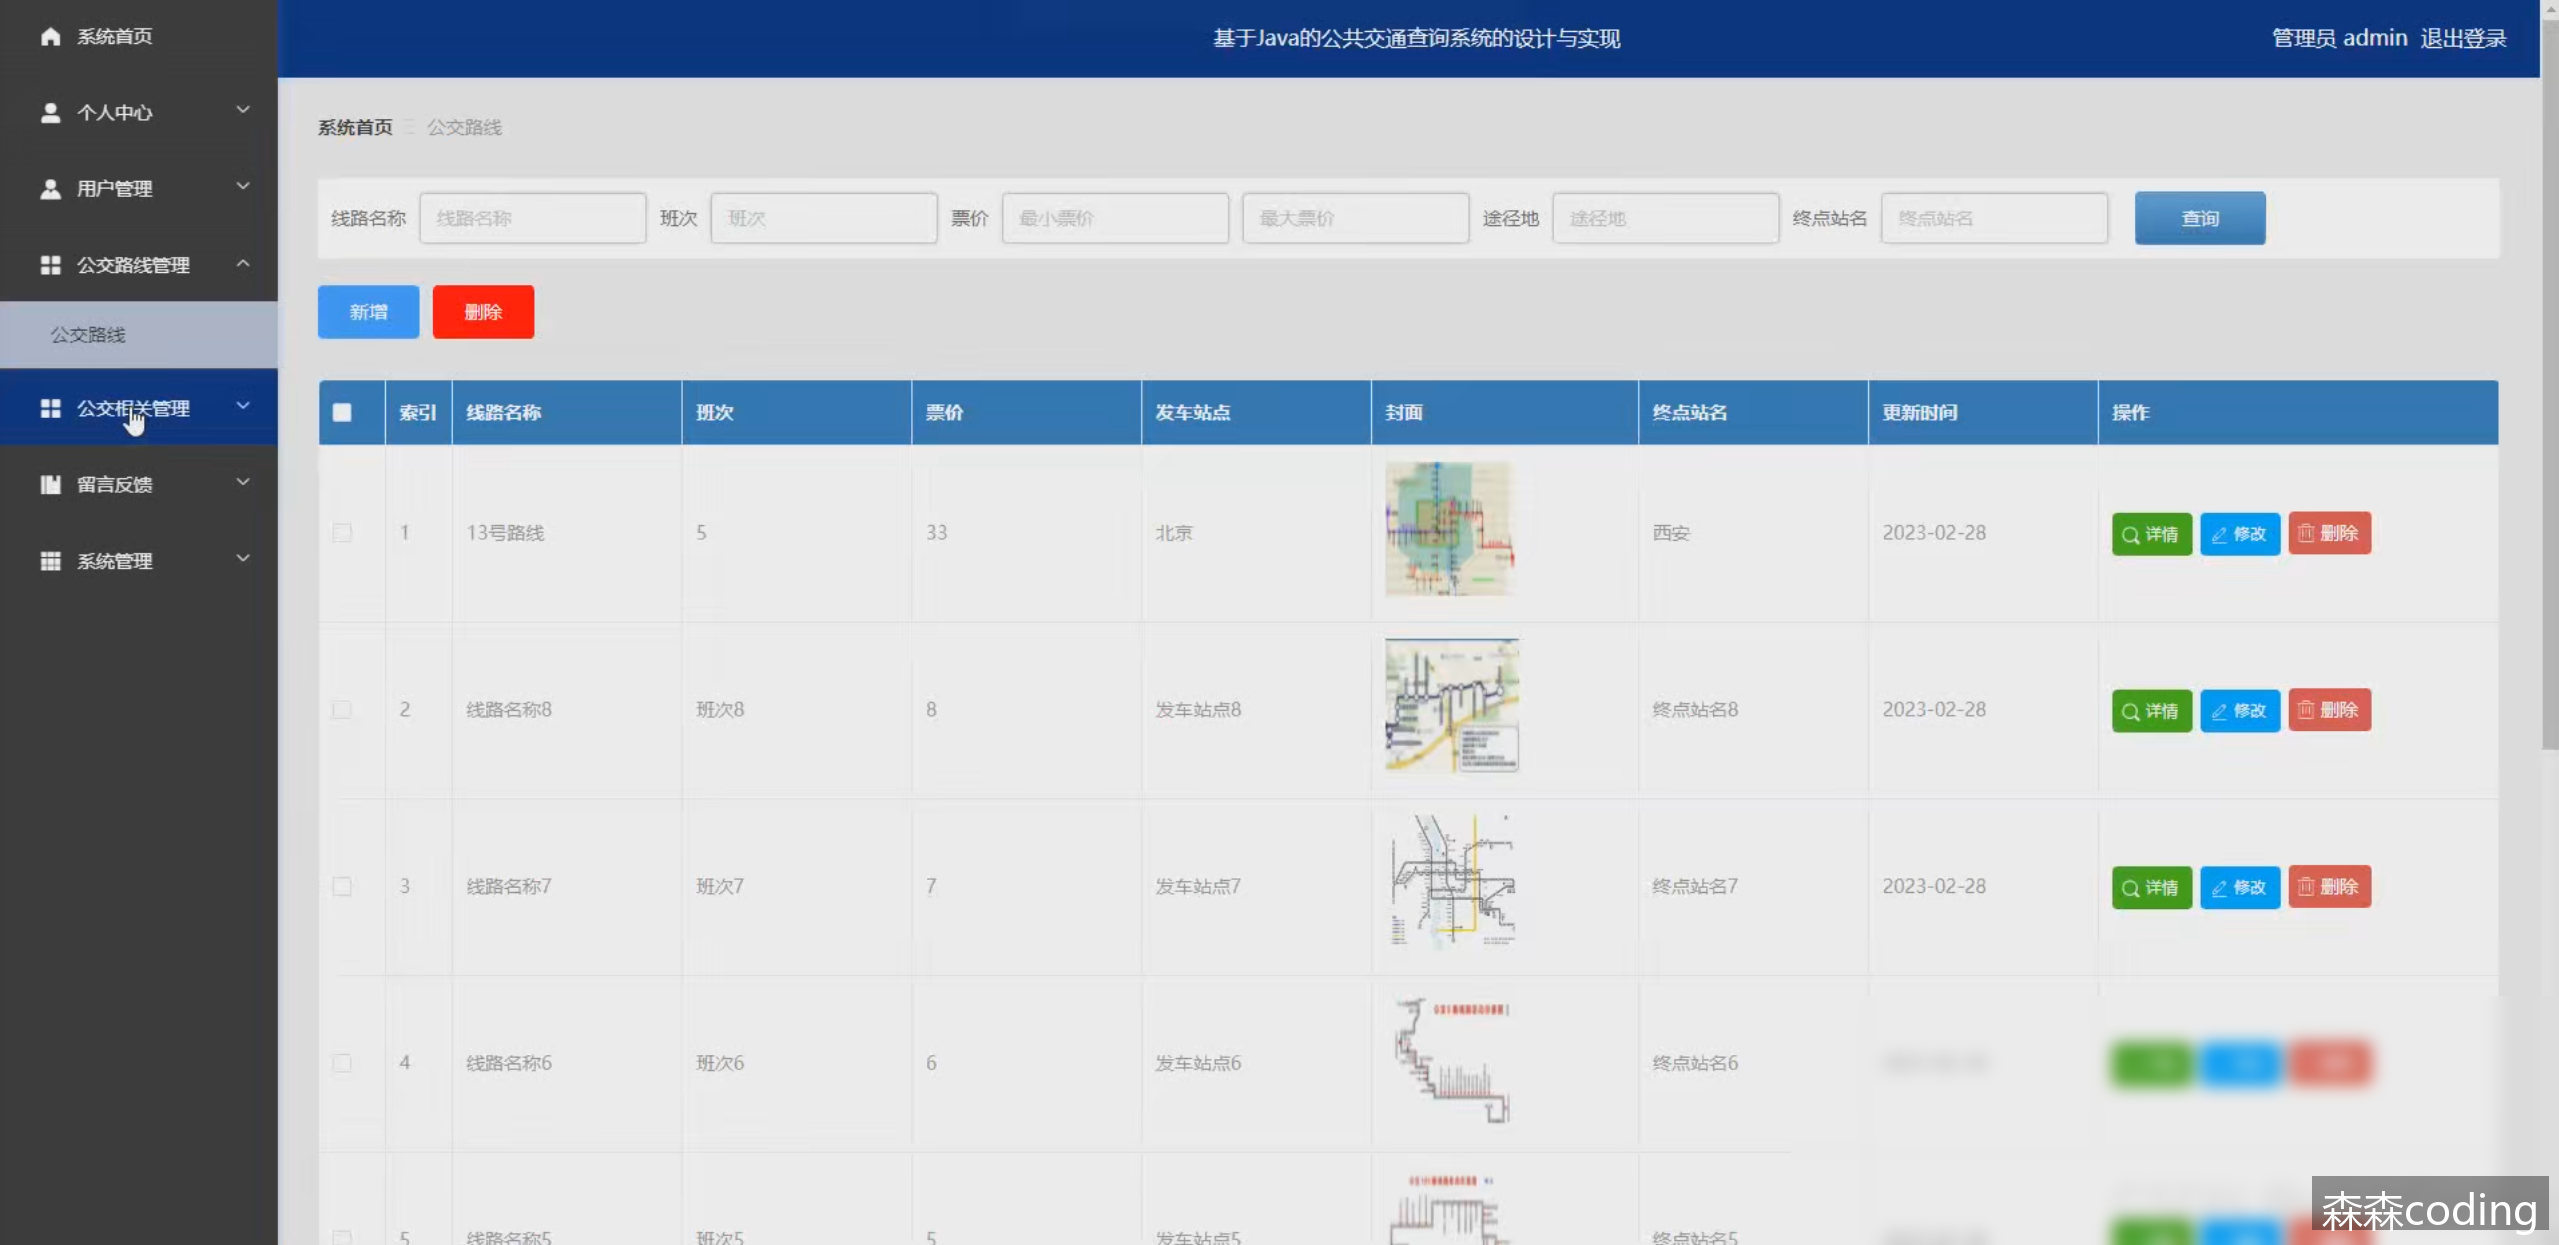 系统首页
个人中心
用户管理
公交路线管理
公交路线
公交相关管理
留言反馈
系统管理
基于Java的公共交通查询系统的设计与实现
管理员 admin 退出登录
系统首页 公交路线
线路名称 线路名称 班次 班次 票价 最小票价 最大票价 途径地 途径地 终点站名 终点站名 查询
新增 删除
索引 线路名称 班次 票价 发车站点 封面 终点站名 更新时间 操作
1 13号路线 5 33 北京 西安 2023-02-28 详情 修改 删除
2 线路名称8 班次8 8 发车站点8 终点站名8 2023-02-28 详情 修改 删除
3 线路名称7 班次7 7 发车站点7 终点站名7 2023-02-28 详情 修改 删除
4 线路名称6 班次6 6 发车站点6 终点站名6
5 线路名称5 班次5 5 发车站点5 终点站名5
森森coding